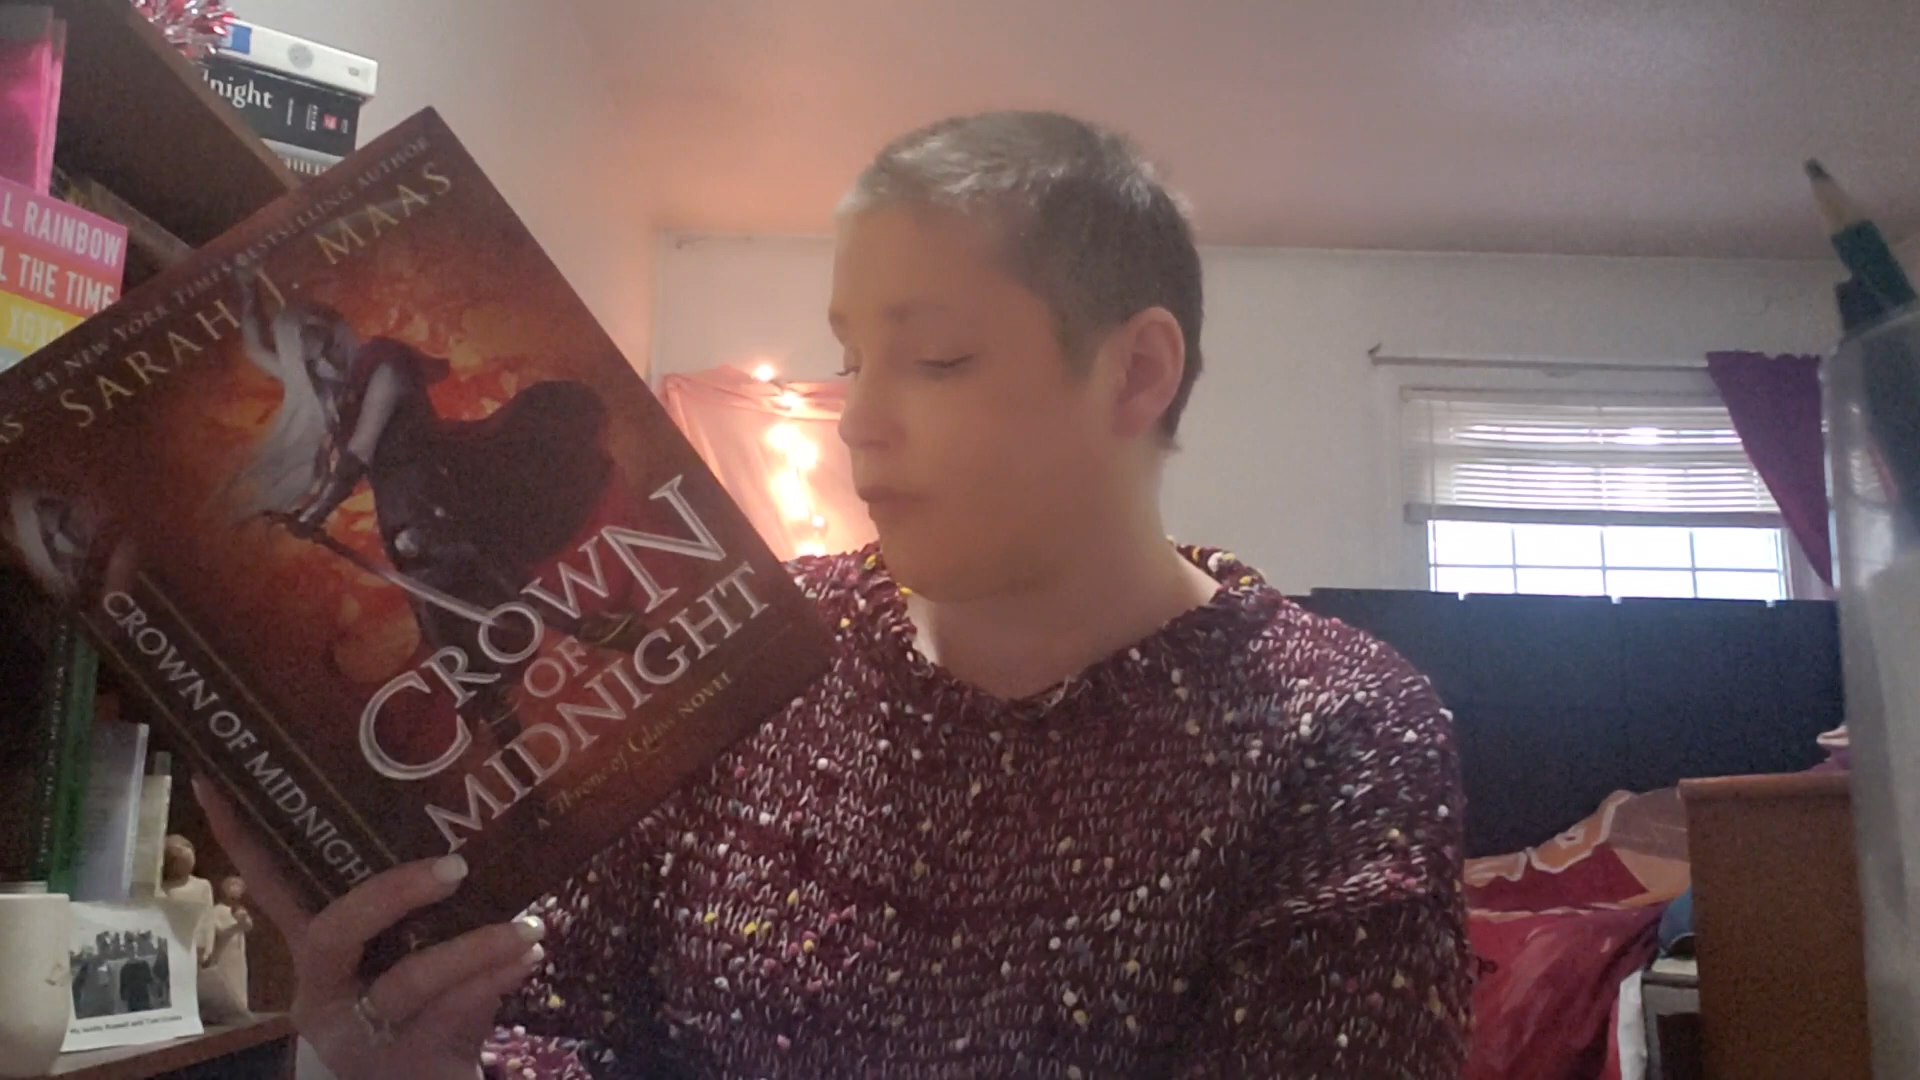 night
L RAINBOW
L THE TIME
#1 NEW YORK TIMES BESTSELLING AUTHOR
SARAH J. MAAS
CROWN
OF
MIDNIGHT
A Throne of Glass NOVEL
AS
CROWN OF MIDNIGH